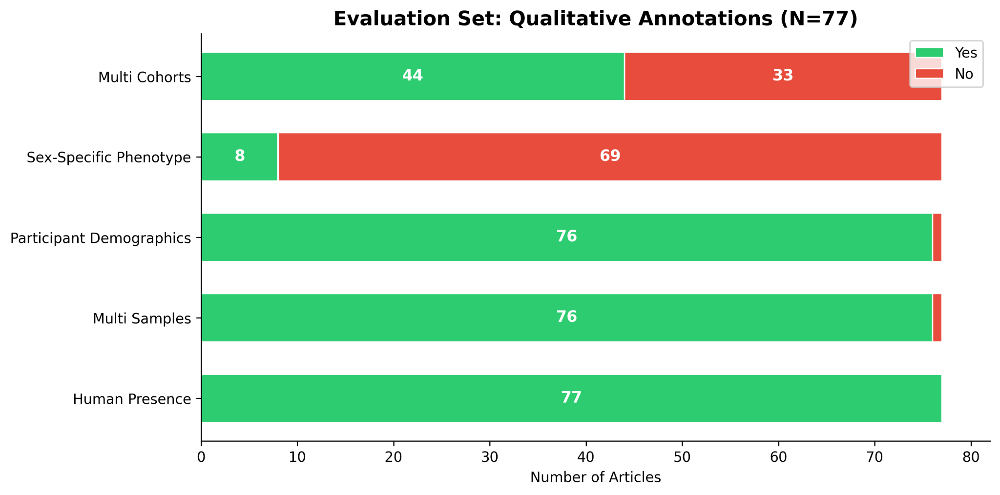 Evaluation Set: Qualitative Annotations (N=77)
Yes
No
Multi Cohorts
44
33
Sex-Specific Phenotype
8
69
Participant Demographics
76
Multi Samples
76
Human Presence
77
0 10 20 30 40 50 60 70 80
Number of Articles